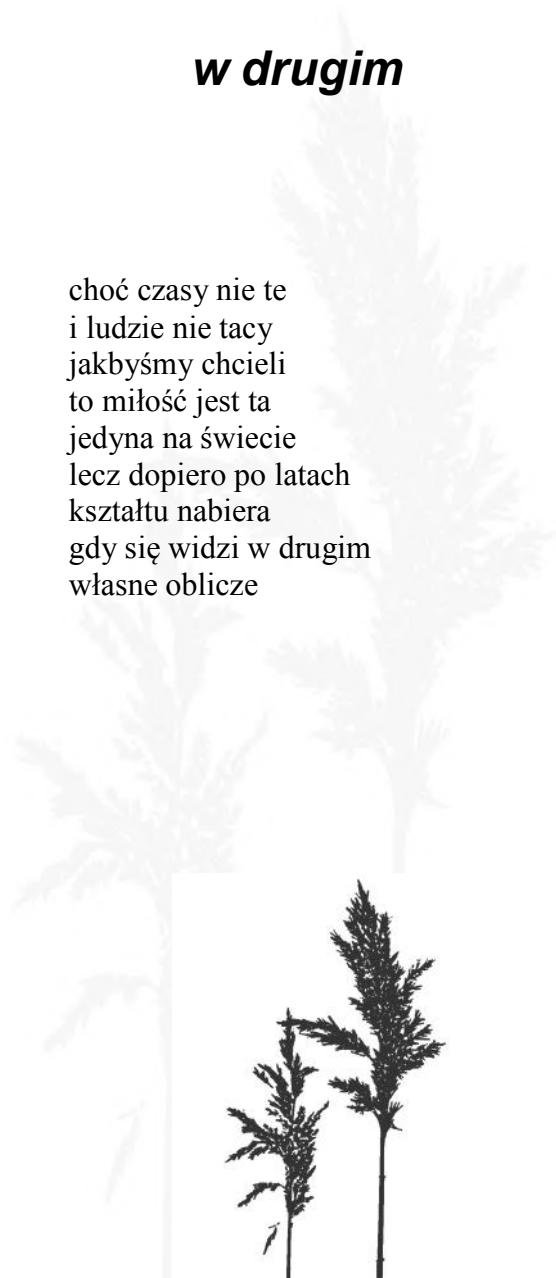 w drugim
choć czasy nie te
i ludzie nie tacy
jakbyśmy chcieli
to miłość jest ta
jedyna na świecie
lecz dopiero po latach
kształtu nabiera
gdy się widzi w drugim
własne oblicze